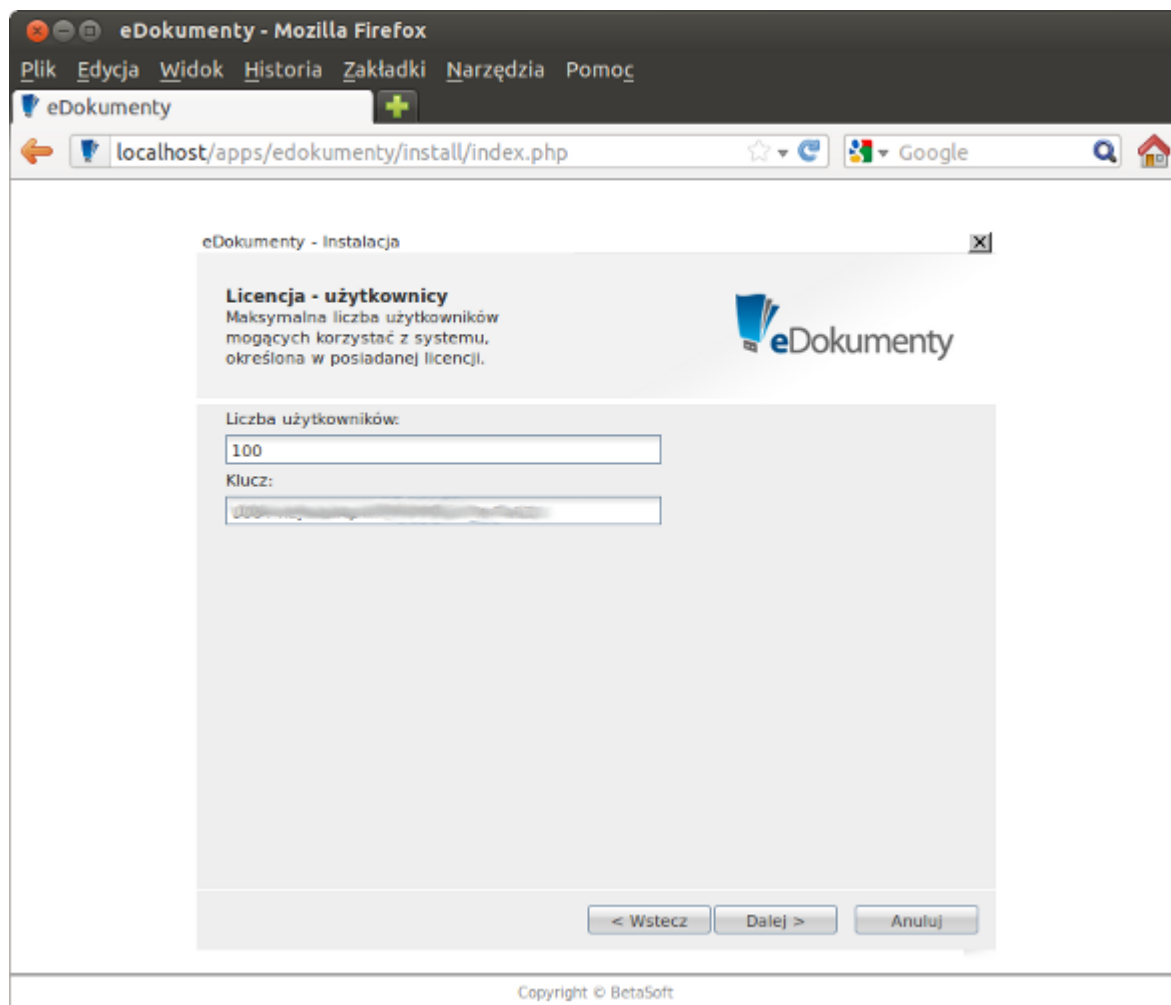 eDokumenty - Mozilla Firefox
Plik Edycja Widok Historia Zakładki Narzędzia Pomoc
eDokumenty
localhost/apps/edokumenty/install/index.php
Google
eDokumenty - Instalacja
Licencja - użytkownicy
Maksymalna liczba użytkowników
mogących korzystać z systemu,
określona w posiadanej licencji.
eDokumenty
Liczba użytkowników:
100
Klucz:
< Wstecz
Dalej >
Anuluj
Copyright © BetaSoft